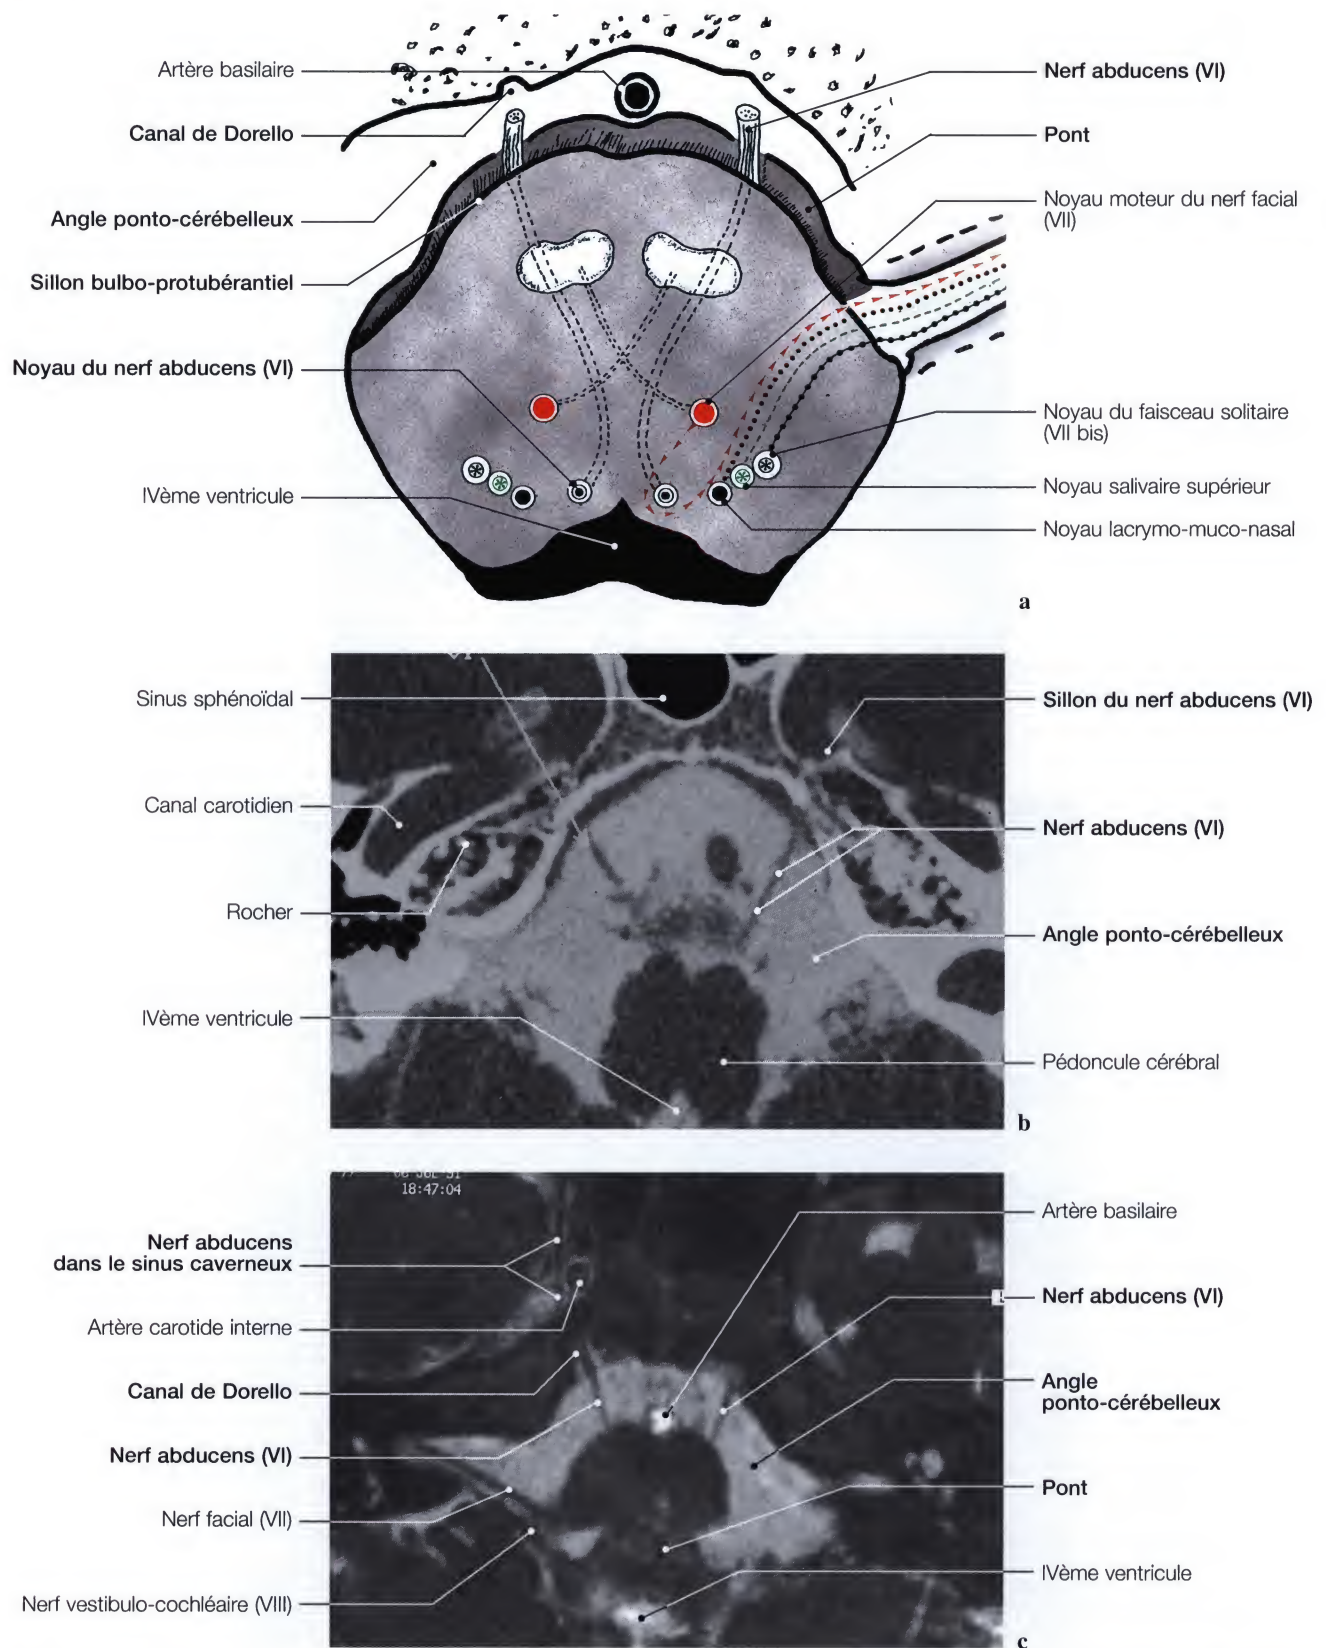 Artère basilaire
Canal de Dorello
Angle ponto-cérébelleux
Sillon bulbo-protubérantiel
Noyau du nerf abducens (VI)
IVème ventricule
Nerf abducens (VI)
Pont
Noyau moteur du nerf facial
(VII)
Noyau du faisceau solitaire
(VII bis)
Noyau salivaire supérieur
Noyau lacrymo-muco-nasal
a
Sinus sphénoïdal
Canal carotidien
Rocher
IVème ventricule
Sillon du nerf abducens (VI)
Nerf abducens (VI)
Angle ponto-cérébelleux
Pédoncule cérébral
b
18:47:04
Nerf abducens
dans le sinus caverneux
Artère carotide interne
Canal de Dorello
Nerf abducens (VI)
Nerf facial (VII)
Nerf vestibulo-cochléaire (VIII)
Artère basilaire
Nerf abducens (VI)
Angle
ponto-cérébelleux
Pont
IVème ventricule
c